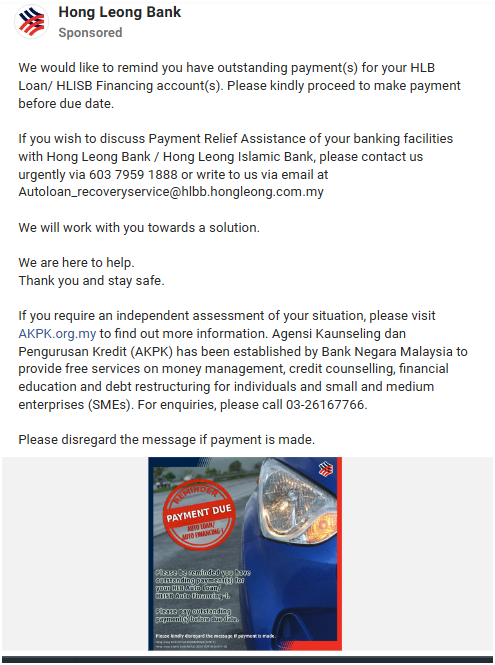 Hong Leong Bank
Sponsored
We would like to remind you have outstanding payment(s) for your HLB
Loan/ HLISB Financing account(s). Please kindly proceed to make payment
before due date.
If you wish to discuss Payment Relief Assistance of your banking facilities
with Hong Leong Bank / Hong Leong Islamic Bank, please contact us
urgently via 603 7959 1888 or write to us via email at
Autoloan_recoveryservice@hlbb.hongleong.com.my
We will work with you towards a solution.
We are here to help.
Thank you and stay safe.
If you require an independent assessment of your situation, please visit
AKPK.org.my to find out more information. Agensi Kaunseling dan
Pengurusan Kredit (AKPK) has been established by Bank Negara Malaysia to
provide free services on money management, credit counselling, financial
education and debt restructuring for individuals and small and medium
enterprises (SMEs). For enquiries, please call 03-26167766.
Please disregard the message if payment is made.
REMINDER
PAYMENT DUE
AUTO LOAN/
AUTO FINANCING-i
Please be reminded you have
outstanding payment(s) for
your HLB Auto Loan/
HLISB Auto Financing-i.
Please pay outstanding
payment(s) before due date.
Please kindly disregard the message if payment is made.